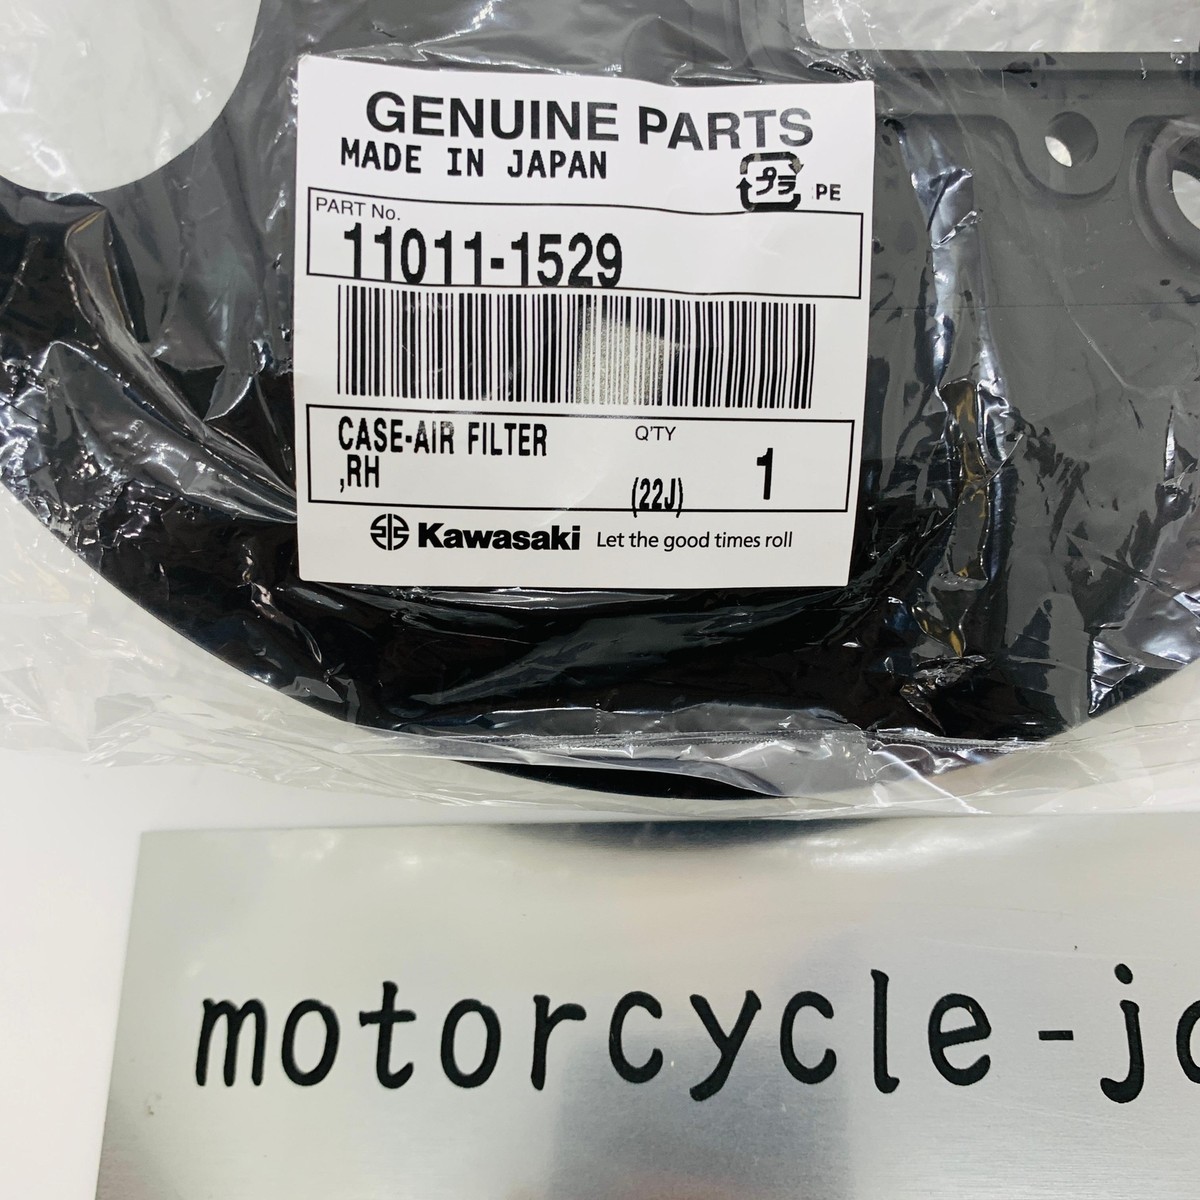 GENUINE PARTS
MADE IN JAPAN
プラ PE
PART No.
11011-1529
CASE-AIR FILTER
,RH
Q'TY
(22J) 1
Kawasaki Let the good times roll
motorcycle-jo